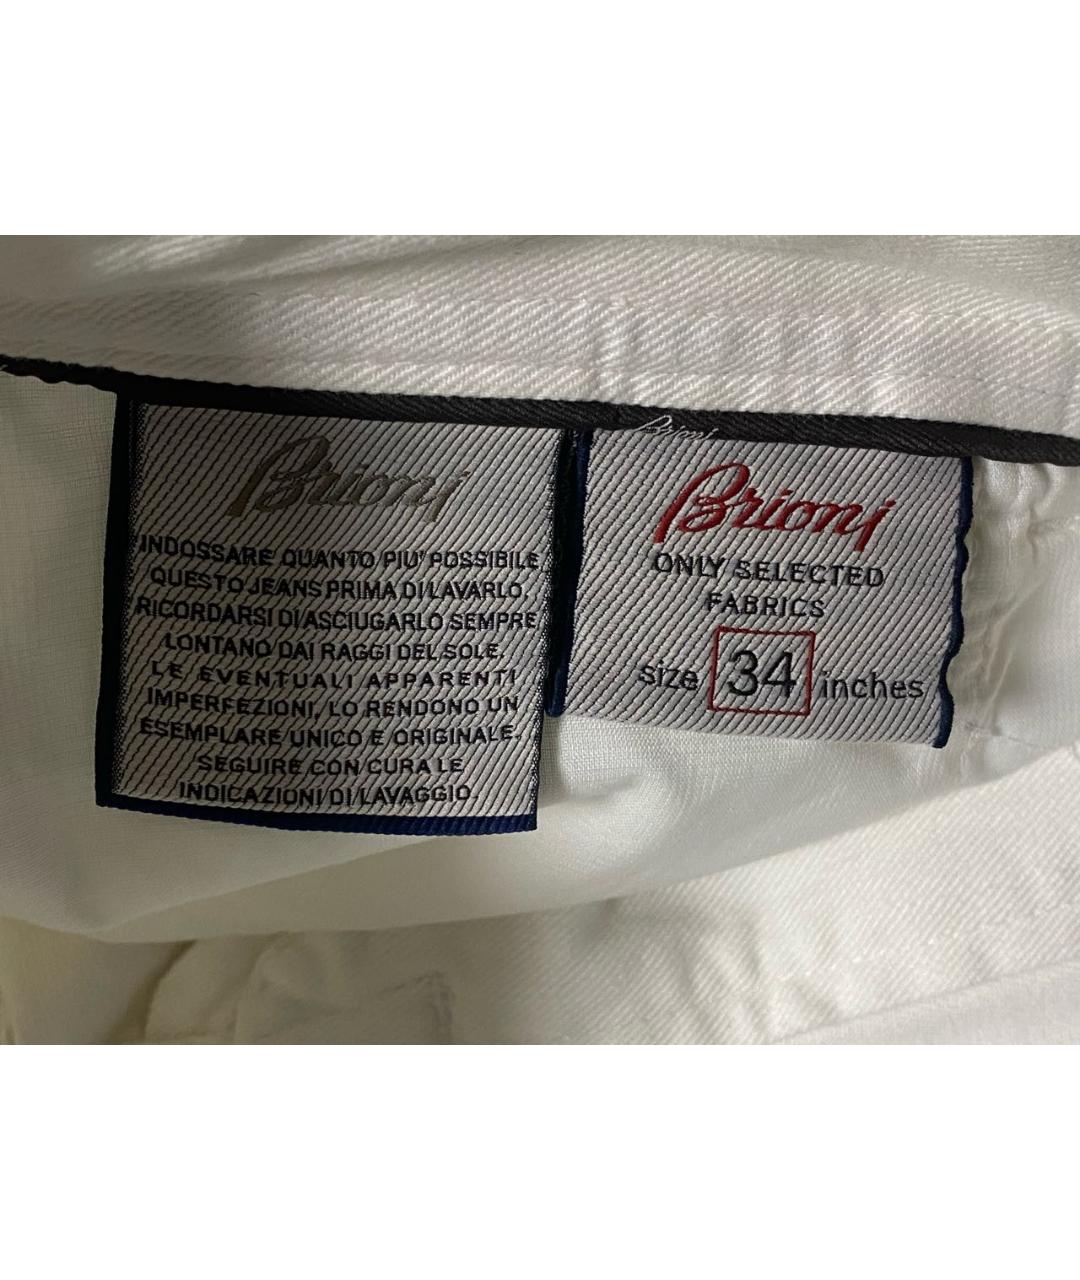 Brioni
INDOSSARE QUANTO PIU' POSSIBILE
QUESTO JEANS PRIMA DI LAVARLO.
RICORDARSI DI ASCIUGARLO SEMPRE
LONTANO DAI RAGGI DEL SOLE.
LE EVENTUALI APPARENTI
IMPERFEZIONI, LO RENDONO UN
ESEMPLARE UNICO E ORIGINALE.
SEGUIRE CON CURA LE
INDICAZIONI DI LAVAGGIO.
Brioni
Brioni
ONLY SELECTED
FABRICS
size 34 inches